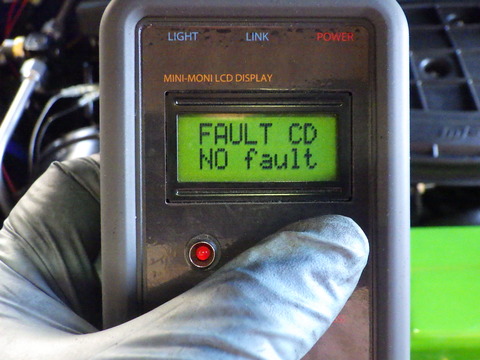 LIGHT LINK POWER
MINI-MONI LCD DISPLAY
FAULT CD
NO fault